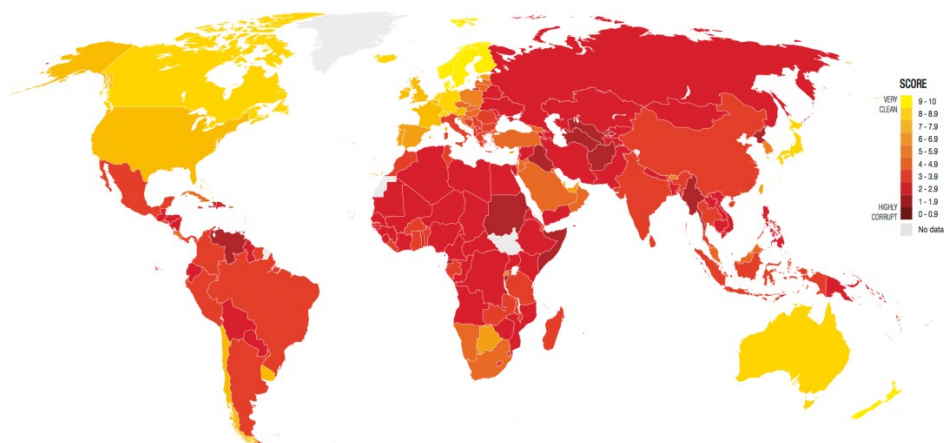 SCORE
VERY
CLEAN
9 - 10
8 - 8.9
7 - 7.9
6 - 6.9
5 - 5.9
4 - 4.9
3 - 3.9
2 - 2.9
1 - 1.9
0 - 0.9
HIGHLY
CORRUPT
No data